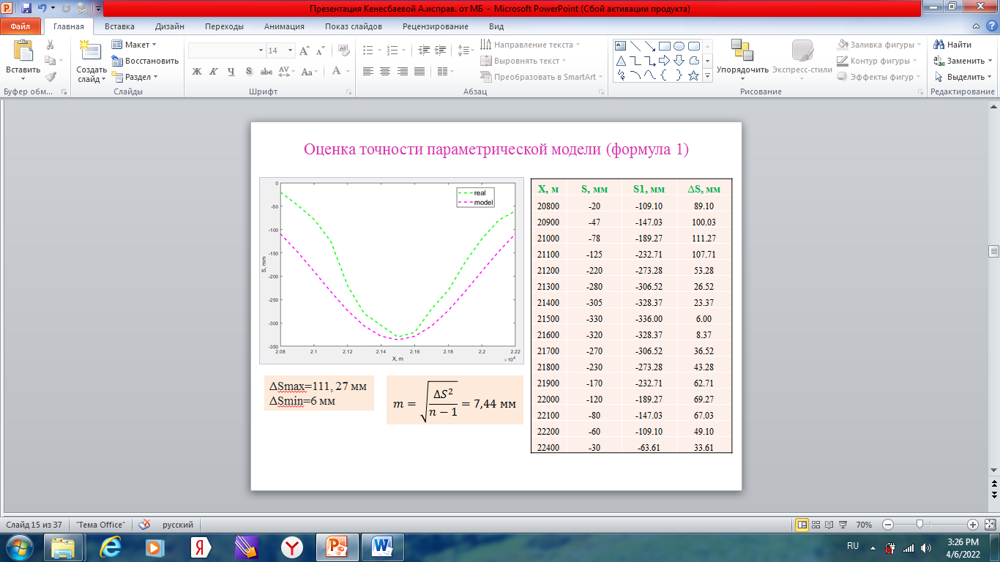 Презентация Кенесбаевой А.исправ. от МБ - Microsoft PowerPoint (Сбой активации продукта)
Файл Главная Вставка Дизайн Переходы Анимация Показ слайдов Рецензирование Вид
Вставить
Буфер обм...
Создать слайд
Макет
Восстановить
Раздел
Слайды
14
Ж К Ч S abc AV Aa A
Шрифт
Направление текста
Выровнять текст
Преобразовать в SmartArt
Абзац
Упорядочить
Экспресс-стили
Заливка фигуры
Контур фигуры
Эффекты фигур
Рисование
Найти
Заменить
Выделить
Редактирование
Оценка точности параметрической модели (формула 1)
real
model
0
-50
-100
-150
-200
-250
-300
-350
S, mm
2.08 2.1 2.12 2.14 2.16 2.18 2.2 2.22
X, m
×10⁴
ΔSmax=111, 27 мм
ΔSmin=6 мм
m = √(ΔS²/(n − 1)) = 7,44 мм
X, м S, мм S1, мм ΔS, мм
20800 -20 -109.10 89.10
20900 -47 -147.03 100.03
21000 -78 -189.27 111.27
21100 -125 -232.71 107.71
21200 -220 -273.28 53.28
21300 -280 -306.52 26.52
21400 -305 -328.37 23.37
21500 -330 -336.00 6.00
21600 -320 -328.37 8.37
21700 -270 -306.52 36.52
21800 -230 -273.28 43.28
21900 -170 -232.71 62.71
22000 -120 -189.27 69.27
22100 -80 -147.03 67.03
22200 -60 -109.10 49.10
22400 -30 -63.61 33.61
Слайд 15 из 37 "Тема Office" русский 70%
RU
3:26 PM
4/6/2022